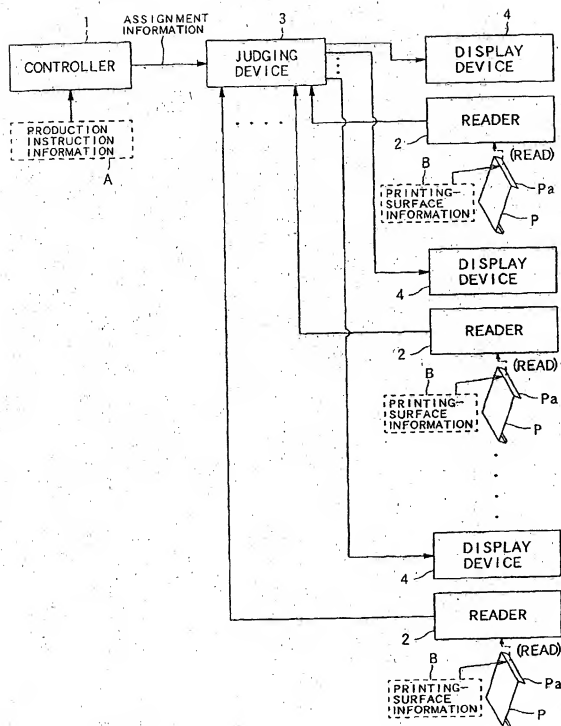 1
CONTROLLER
ASSIGNMENT
INFORMATION
3
JUDGING
DEVICE
PRODUCTION
INSTRUCTION
INFORMATION
A
4
DISPLAY
DEVICE
READER
2
(READ)
B
PRINTING-
SURFACE
INFORMATION
Pa
P
DISPLAY
DEVICE
4
READER
2
(READ)
B
PRINTING-
SURFACE
INFORMATION
Pa
P
DISPLAY
DEVICE
4
READER
2
(READ)
B
PRINTING-
SURFACE
INFORMATION
Pa
P